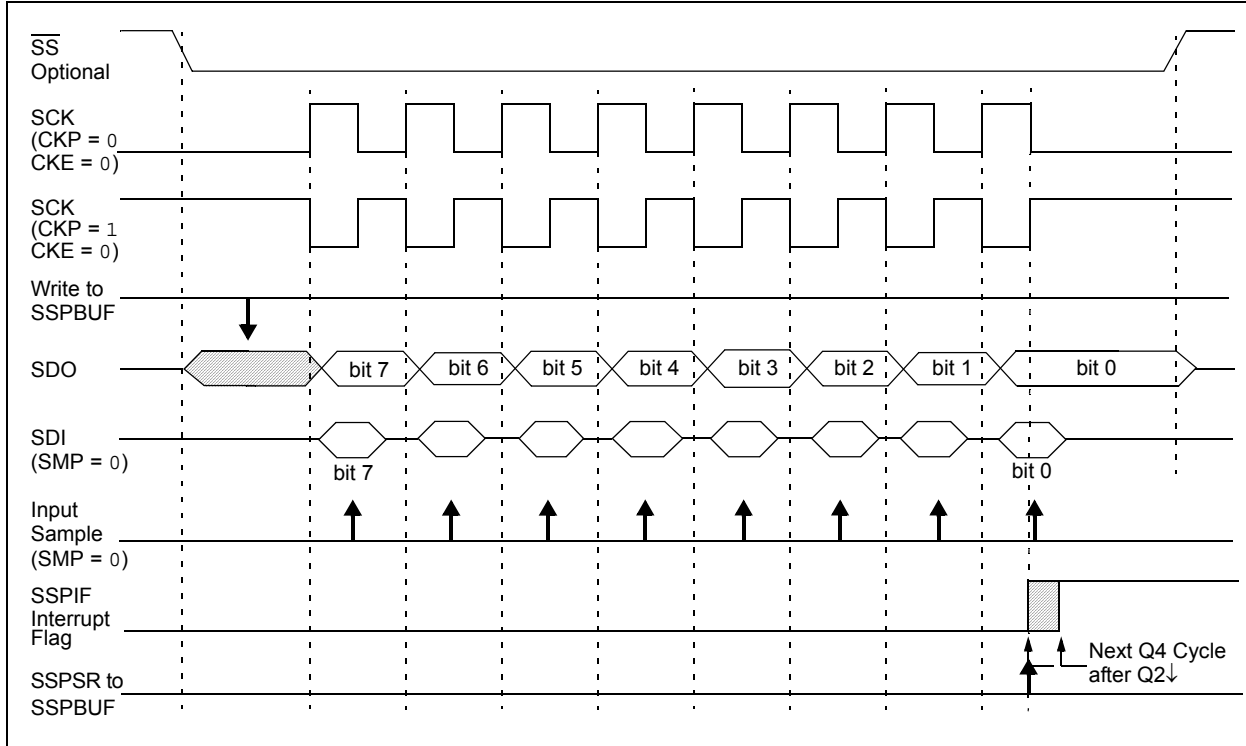 SS
Optional
SCK
(CKP = 0
CKE = 0)
SCK
(CKP = 1
CKE = 0)
Write to
SSPBUF
SDO
bit 7 bit 6 bit 5 bit 4 bit 3 bit 2 bit 1 bit 0
SDI
(SMP = 0)
bit 7 bit 0
Input
Sample
(SMP = 0)
SSPIF
Interrupt
Flag
Next Q4 Cycle
after Q2↓
SSPSR to
SSPBUF